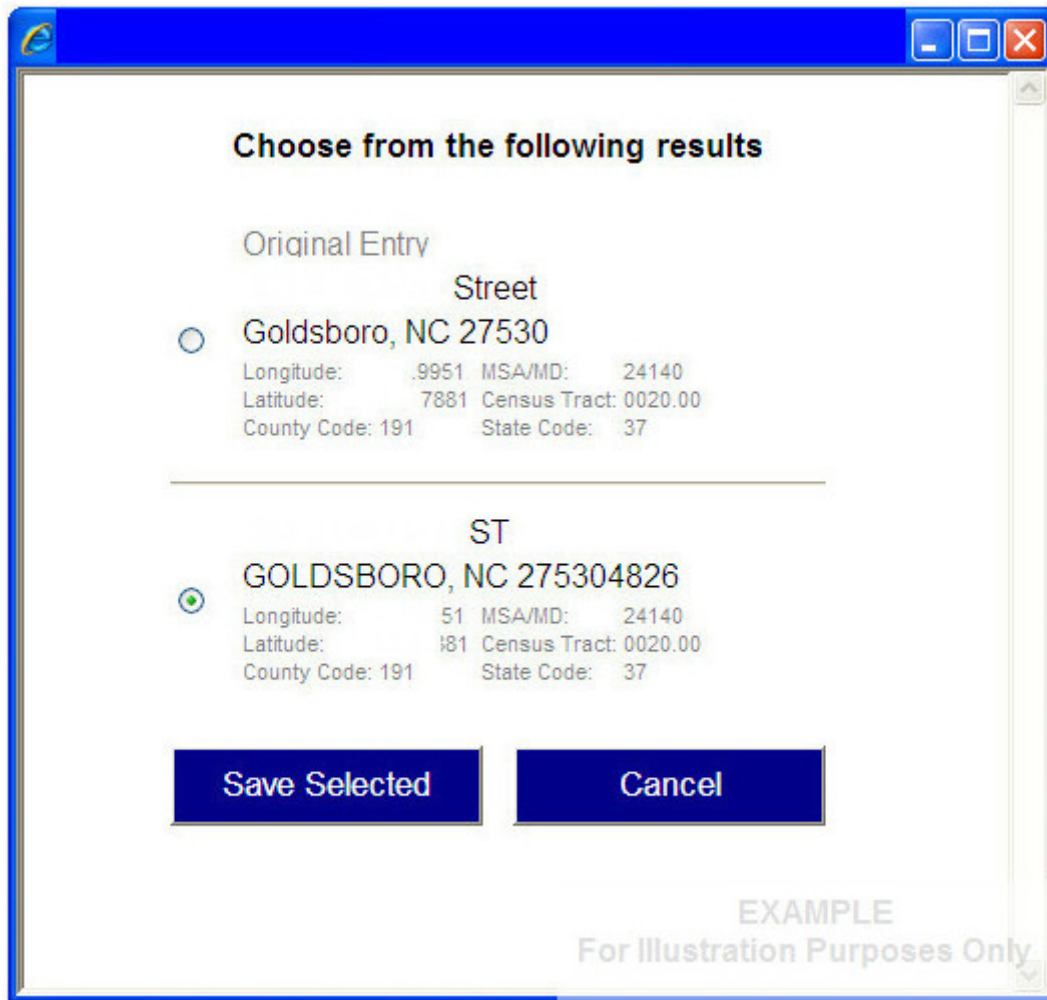 Choose from the following results
Original Entry
Street
Goldsboro, NC 27530
Longitude: .9951 MSA/MD: 24140
Latitude: 7881 Census Tract: 0020.00
County Code: 191 State Code: 37
ST
GOLDSBORO, NC 275304826
Longitude: 51 MSA/MD: 24140
Latitude: 81 Census Tract: 0020.00
County Code: 191 State Code: 37
Save Selected Cancel
EXAMPLE
For Illustration Purposes Only